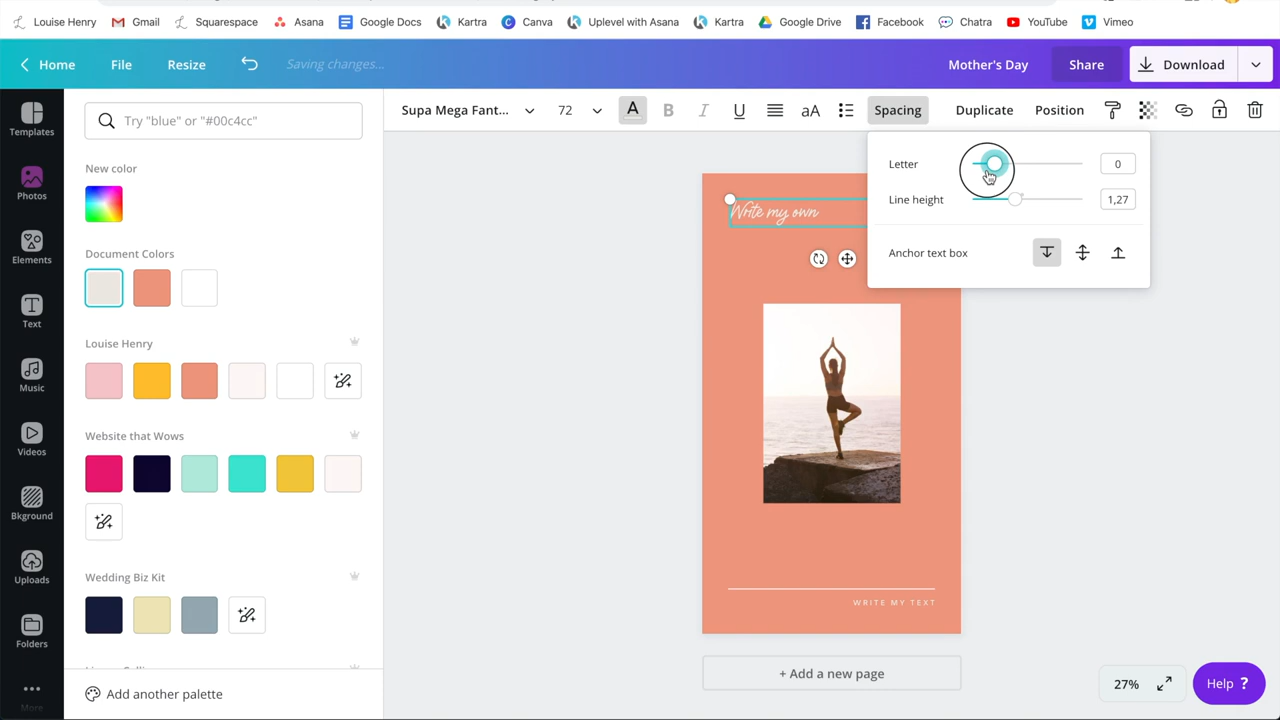 Louise Henry Gmail Squarespace Asana Google Docs Kartra Canva Uplevel with Asana Kartra Google Drive Facebook Chatra YouTube Vimeo
Home File Resize Saving changes... Mother's Day Share Download
Templates
Photos
Elements
Text
Music
Videos
Bkground
Uploads
Folders
More
Try "blue" or "#00c4cc"
New color
Document Colors
Louise Henry
Website that Wows
Wedding Biz Kit
Add another palette
Supa Mega Fant... 72 A B I U aA Spacing Duplicate Position
Letter 0
Line height 1,27
Anchor text box
Write my own
WRITE MY TEXT
+ Add a new page
27% Help ?